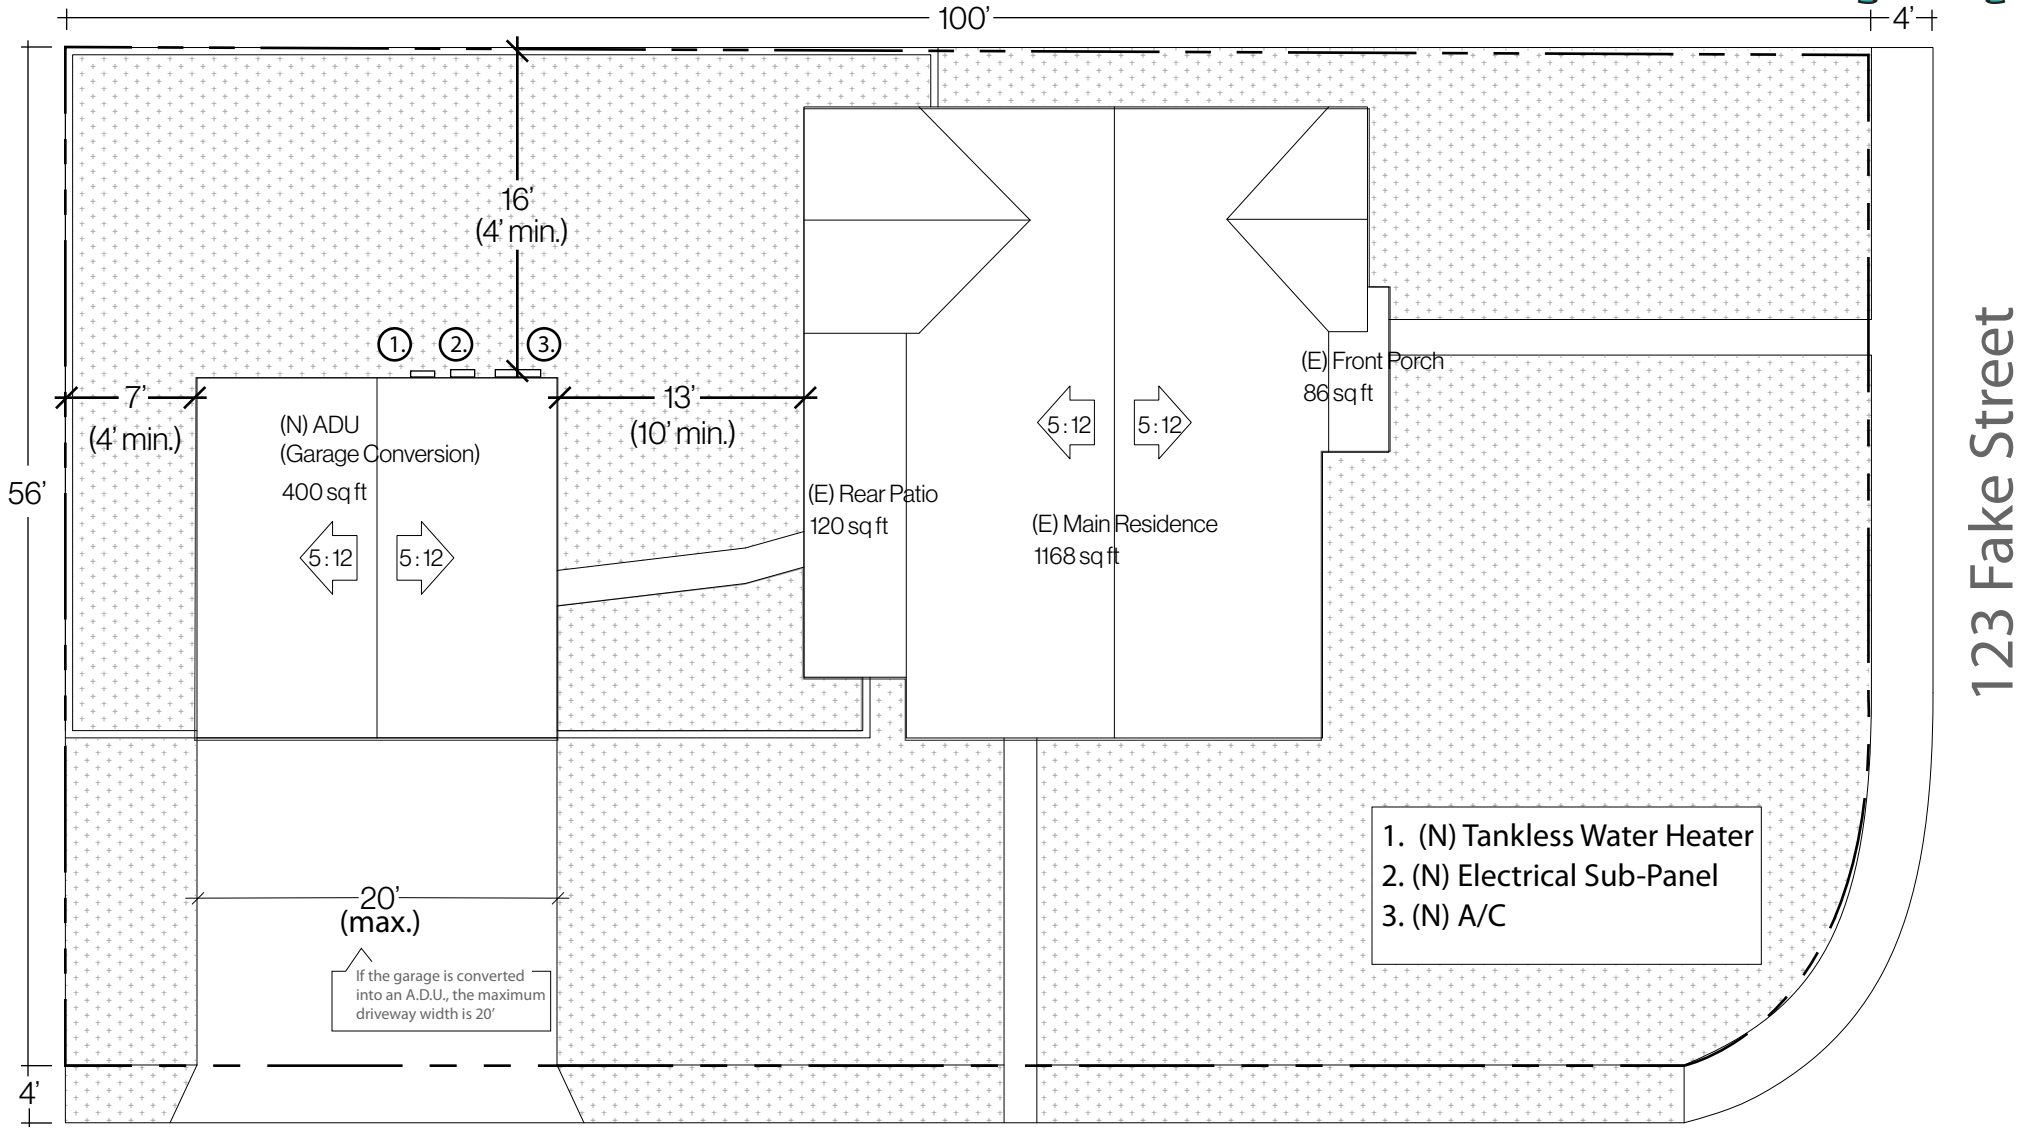 100’
4’
16’
(4’ min.)
1.
2.
3.
7’
(4’ min.)
13’
(10’ min.)
(N) ADU
(Garage Conversion)
400 sq ft
5 : 12
5 : 12
56’
(E) Front Porch
86 sq ft
5 : 12
5 : 12
(E) Rear Patio
120 sq ft
(E) Main Residence
1168 sq ft
123 Fake Street
1. (N) Tankless Water Heater
2. (N) Electrical Sub-Panel
3. (N) A/C
20’
(max.)
If the garage is converted
into an A.D.U., the maximum
driveway width is 20’
4’